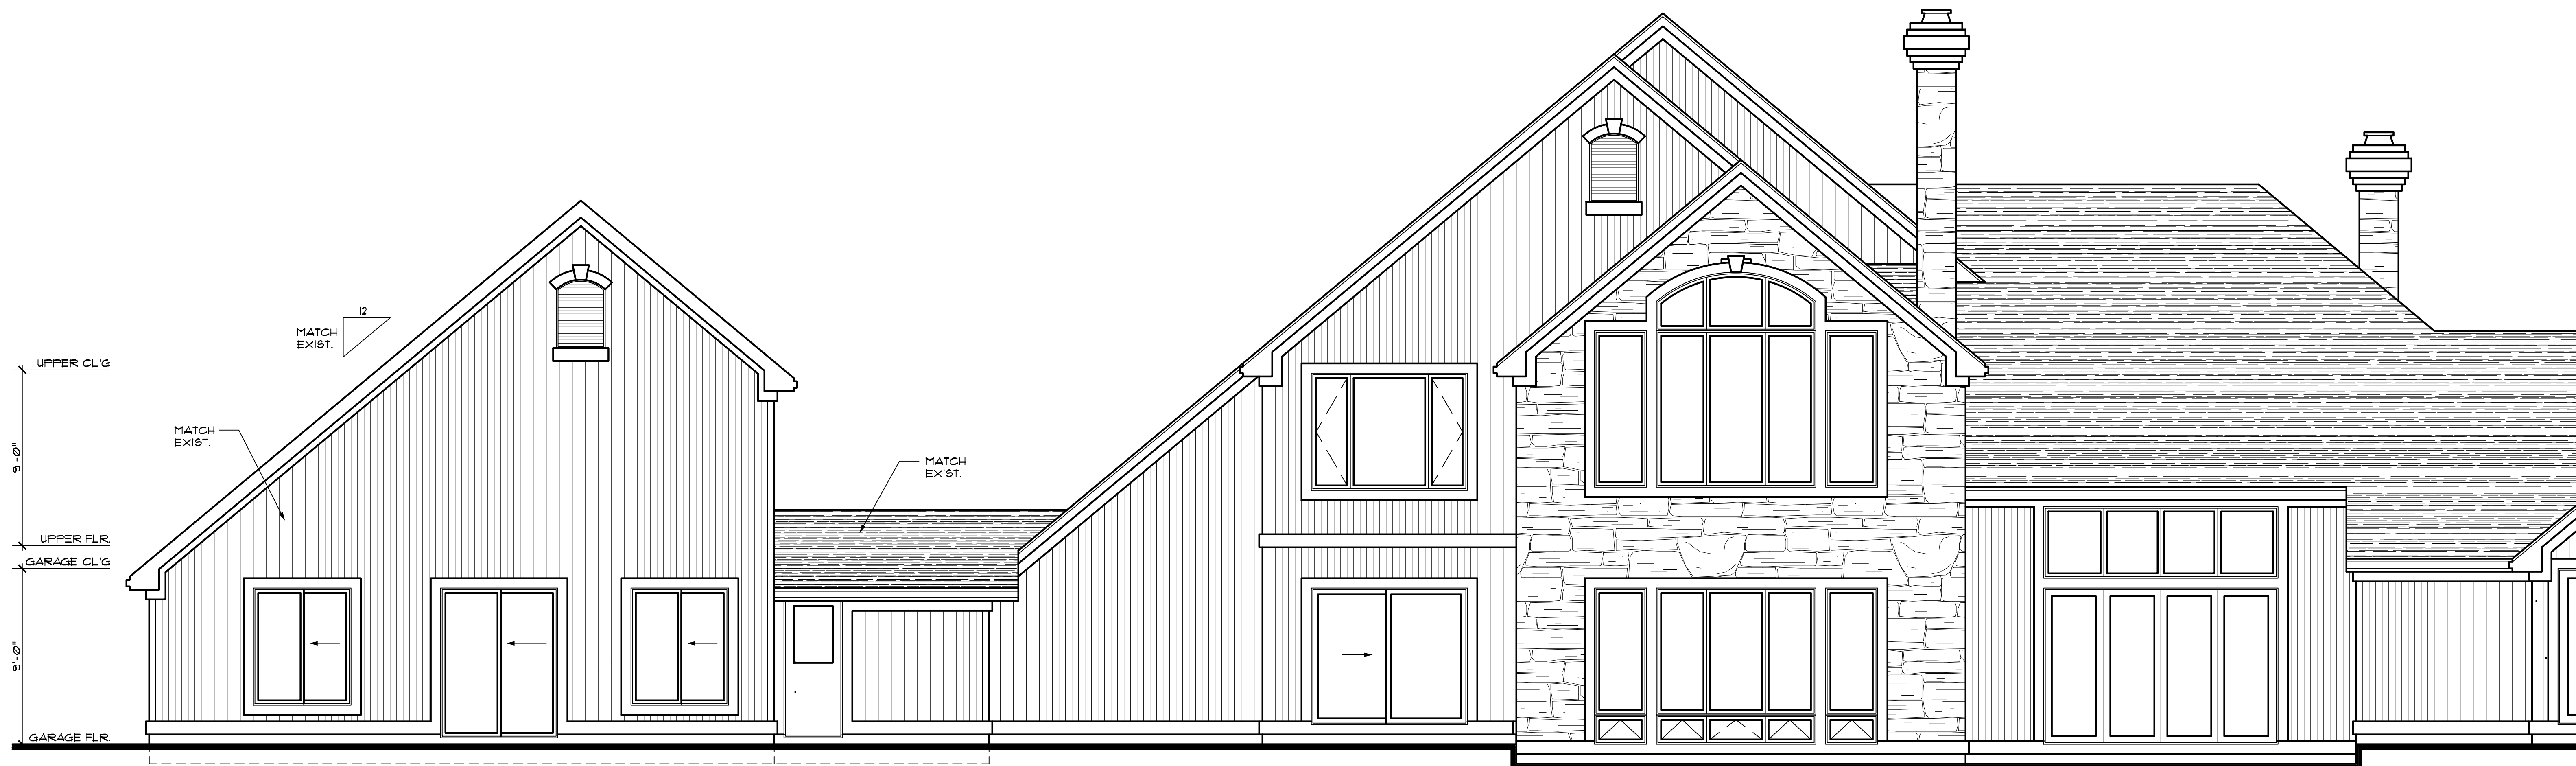 12
MATCH
EXIST.
UPPER CL'G
MATCH
EXIST.
9'-0"
MATCH
EXIST.
UPPER FLR.
GARAGE CL'G
9'-0"
GARAGE FLR.